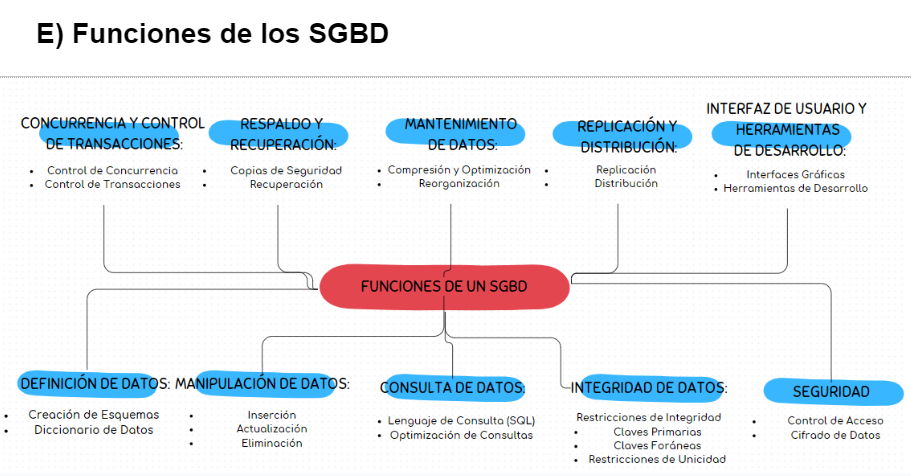 E) Funciones de los SGBD
CONCURRENCIA Y CONTROL
DE TRANSACCIONES:
• Control de Concurrencia
• Control de Transacciones
RESPALDO Y
RECUPERACIÓN:
• Copias de Seguridad
• Recuperación
MANTENIMIENTO
DE DATOS:
• Compresión y Optimización
• Reorganización
REPLICACIÓN Y
DISTRIBUCIÓN:
• Replicación
• Distribución
INTERFAZ DE USUARIO Y
HERRAMIENTAS
DE DESARROLLO:
• Interfaces Gráficas
• Herramientas de Desarrollo
FUNCIONES DE UN SGBD
DEFINICIÓN DE DATOS:
• Creación de Esquemas
• Diccionario de Datos
MANIPULACIÓN DE DATOS:
• Inserción
• Actualización
• Eliminación
CONSULTA DE DATOS:
• Lenguaje de Consulta (SQL)
• Optimización de Consultas
INTEGRIDAD DE DATOS:
Restricciones de Integridad
• Claves Primarias
• Claves Foráneas
• Restricciones de Unicidad
SEGURIDAD
• Control de Acceso
• Cifrado de Datos